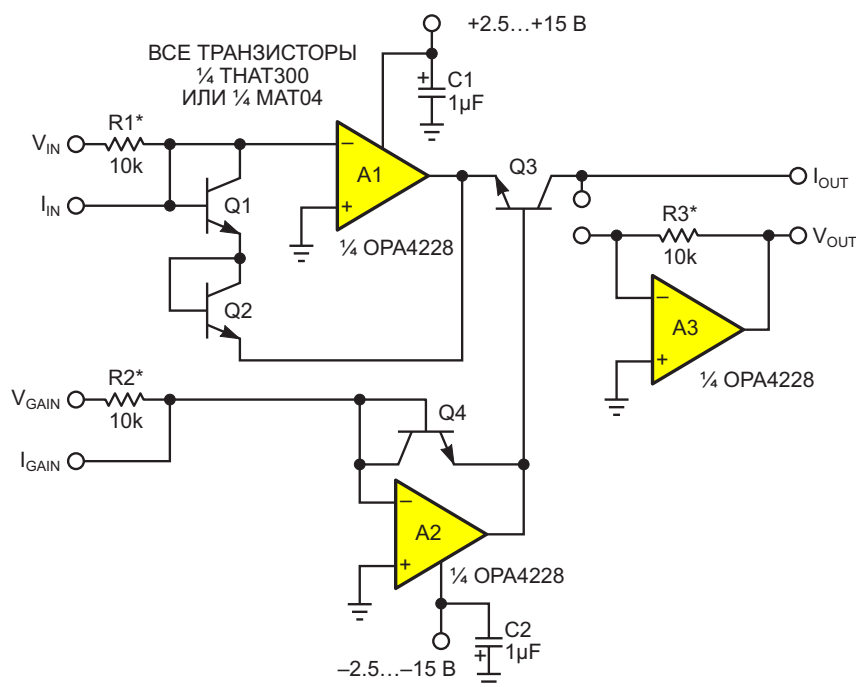 +2.5…+15 В
ВСЕ ТРАНЗИСТОРЫ
¼ THAT300
ИЛИ ¼ MAT04
+
C1
1µF
R1*
VIN
10k
IIN
Q1
Q2
−
A1
+
¼ OPA4228
Q3
IOUT
R3*
10k
VOUT
−
A3
+
¼ OPA4228
R2*
VGAIN
10k
IGAIN
Q4
−
A2
+
¼ OPA4228
C2
+
1µF
−2.5…−15 В